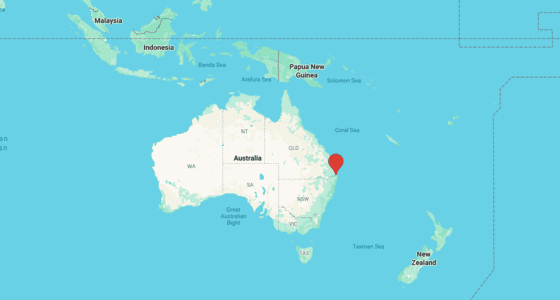 Malaysia
Indonesia
Banda Sea
Arafura Sea
Papua New
Guinea
Solomon Sea
Coral Sea
NT
QLD
Australia
WA
SA
NSW
Great
Australian
Bight
VIC
TAS
Tasman Sea
New
Zealand